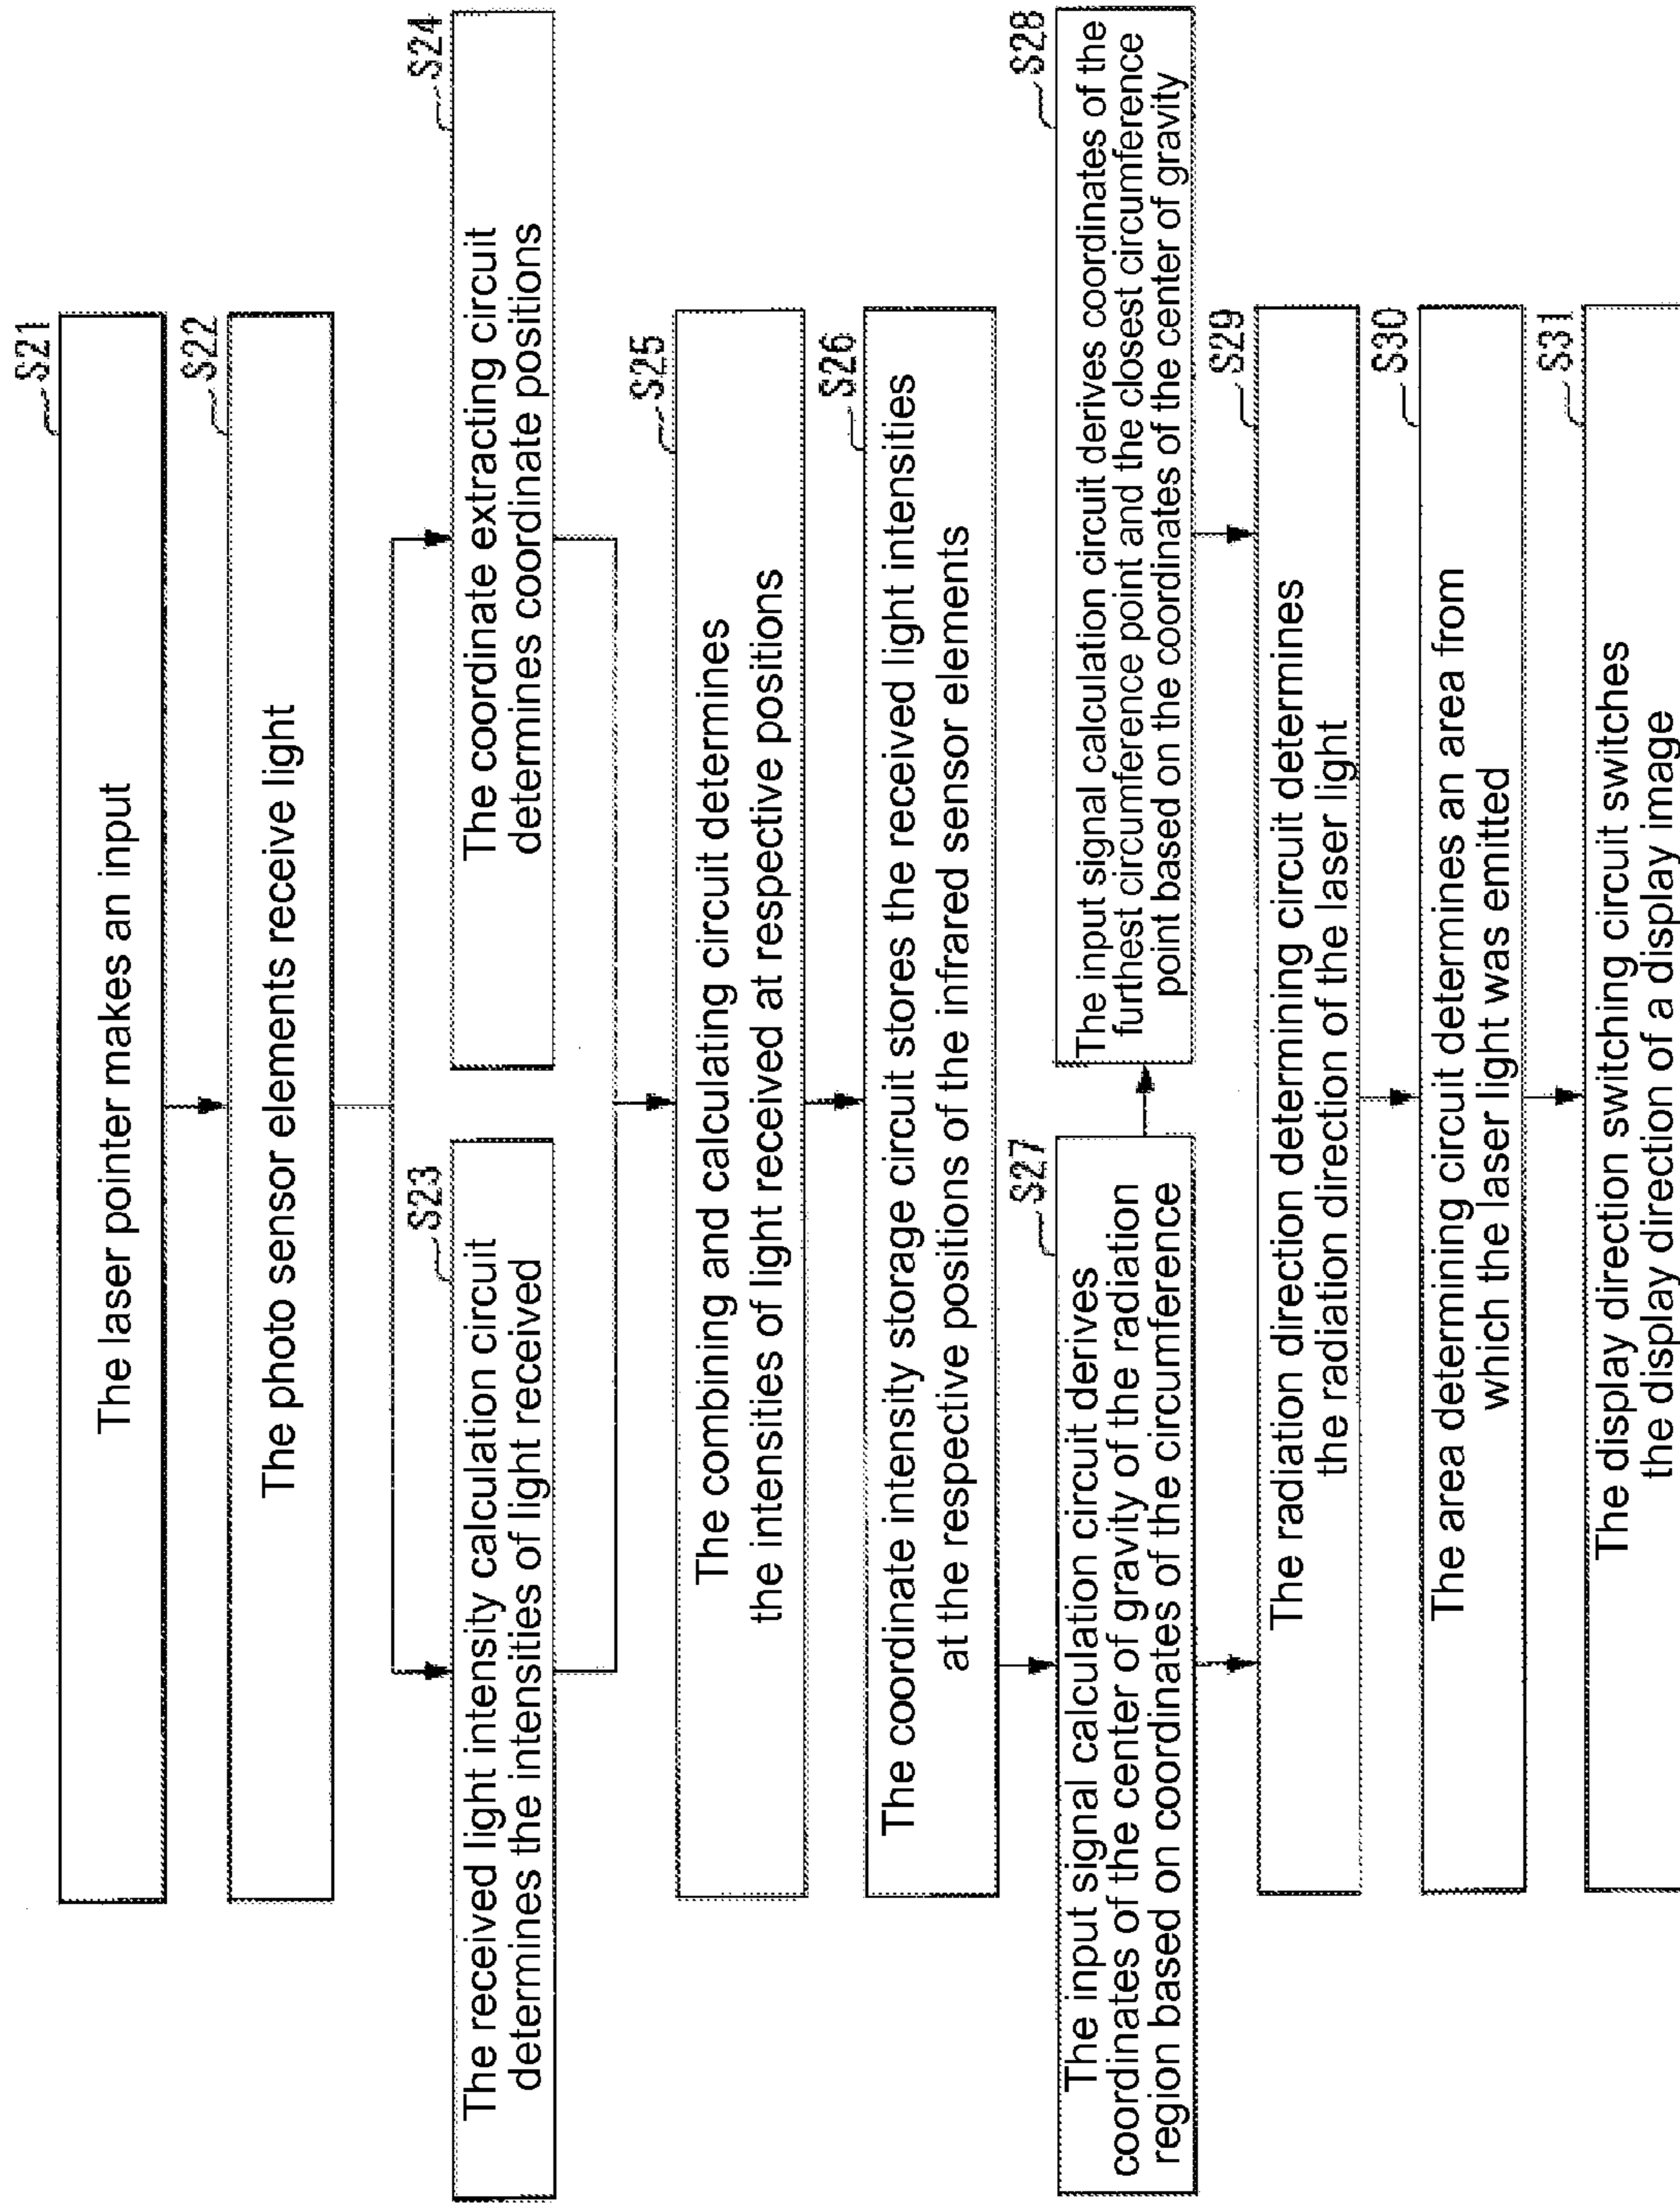 S21
The laser pointer makes an input
S22
The photo sensor elements receive light
S23
The received light intensity calculation circuit
determines the intensities of light received
S24
The coordinate extracting circuit
determines coordinate positions
S25
The combining and calculating circuit determines
the intensities of light received at respective positions
S26
The coordinate intensity storage circuit stores the received light intensities
at the respective positions of the infrared sensor elements
S27
The input signal calculation circuit derives
coordinates of the center of gravity of the radiation
region based on coordinates of the circumference
S28
The input signal calculation circuit derives coordinates of the
furthest circumference point and the closest circumference
point based on the coordinates of the center of gravity
S29
The radiation direction determining circuit determines
the radiation direction of the laser light
S30
The area determining circuit determines an area from
which the laser light was emitted
S31
The display direction switching circuit switches
the display direction of a display image